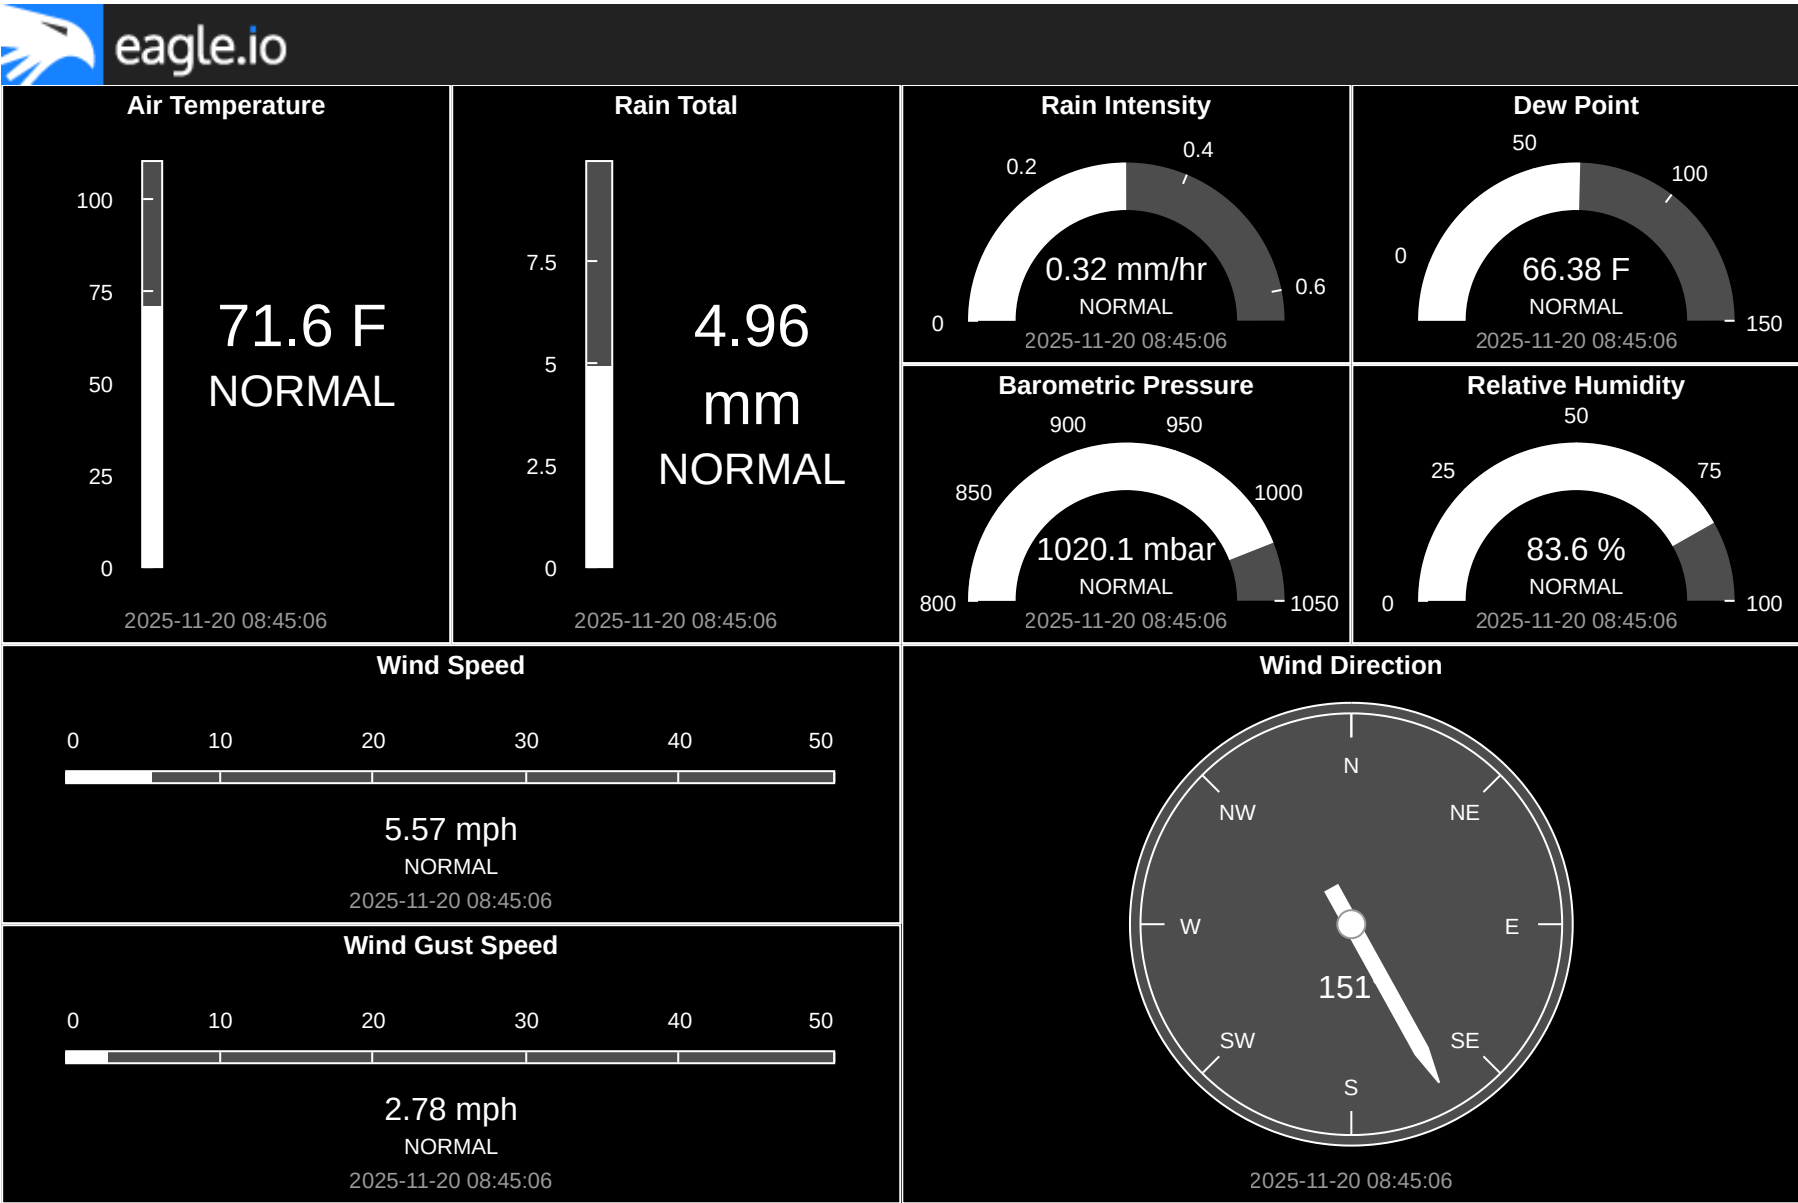 eagle.io
Air Temperature
100
75
50
25
0
71.6 F
NORMAL
2025-11-20 08:45:06
Rain Total
7.5
5
2.5
0
4.96
mm
NORMAL
2025-11-20 08:45:06
Rain Intensity
0
0.2
0.4
0.6
0.32 mm/hr
NORMAL
2025-11-20 08:45:06
Dew Point
0
50
100
150
66.38 F
NORMAL
2025-11-20 08:45:06
Barometric Pressure
800
850
900
950
1000
1050
1020.1 mbar
NORMAL
2025-11-20 08:45:06
Relative Humidity
0
25
50
75
100
83.6 %
NORMAL
2025-11-20 08:45:06
Wind Speed
0 10 20 30 40 50
5.57 mph
NORMAL
2025-11-20 08:45:06
Wind Gust Speed
0 10 20 30 40 50
2.78 mph
NORMAL
2025-11-20 08:45:06
Wind Direction
N
NW NE
W E
151
SW SE
S
2025-11-20 08:45:06